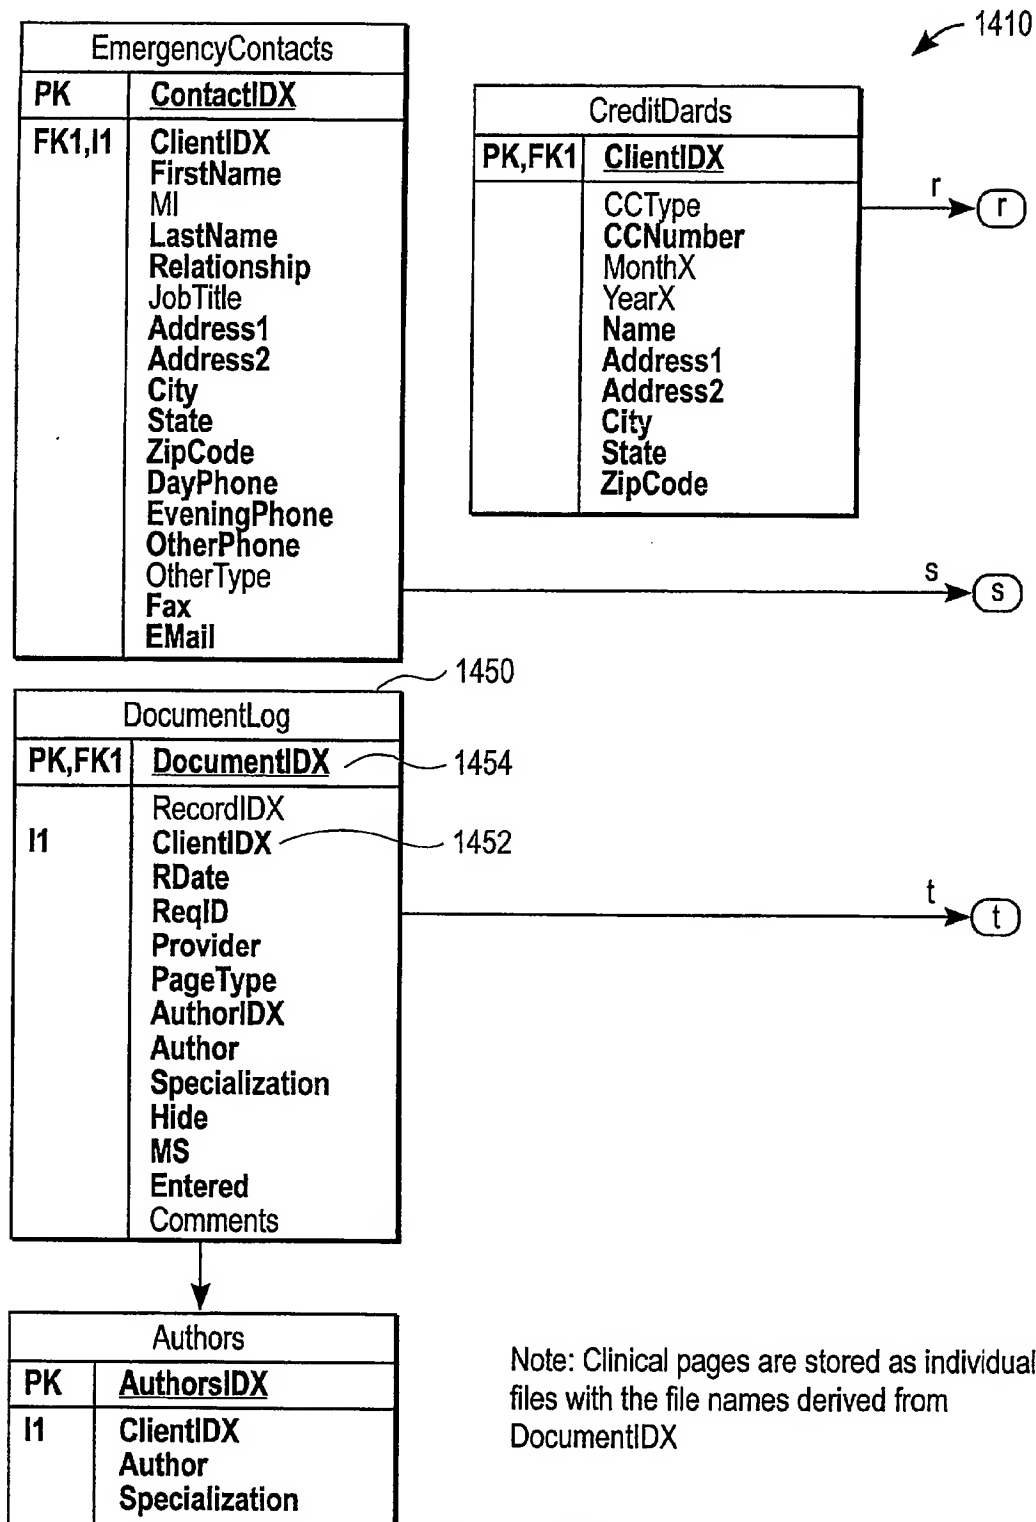 1410
EmergencyContacts
PK ContactIDX
FK1,I1 ClientIDX
FirstName
MI
LastName
Relationship
JobTitle
Address1
Address2
City
State
ZipCode
DayPhone
EveningPhone
OtherPhone
OtherType
Fax
EMail
CreditDards
PK,FK1 ClientIDX
CCType
CCNumber
MonthX
YearX
Name
Address1
Address2
City
State
ZipCode
r
r
s
s
1450
DocumentLog
PK,FK1 DocumentIDX 1454
RecordIDX
I1 ClientIDX 1452
RDate
ReqID
Provider
PageType
AuthorIDX
Author
Specialization
Hide
MS
Entered
Comments
t
t
Authors
PK AuthorsIDX
I1 ClientIDX
Author
Specialization
Note: Clinical pages are stored as individual
files with the file names derived from
DocumentIDX